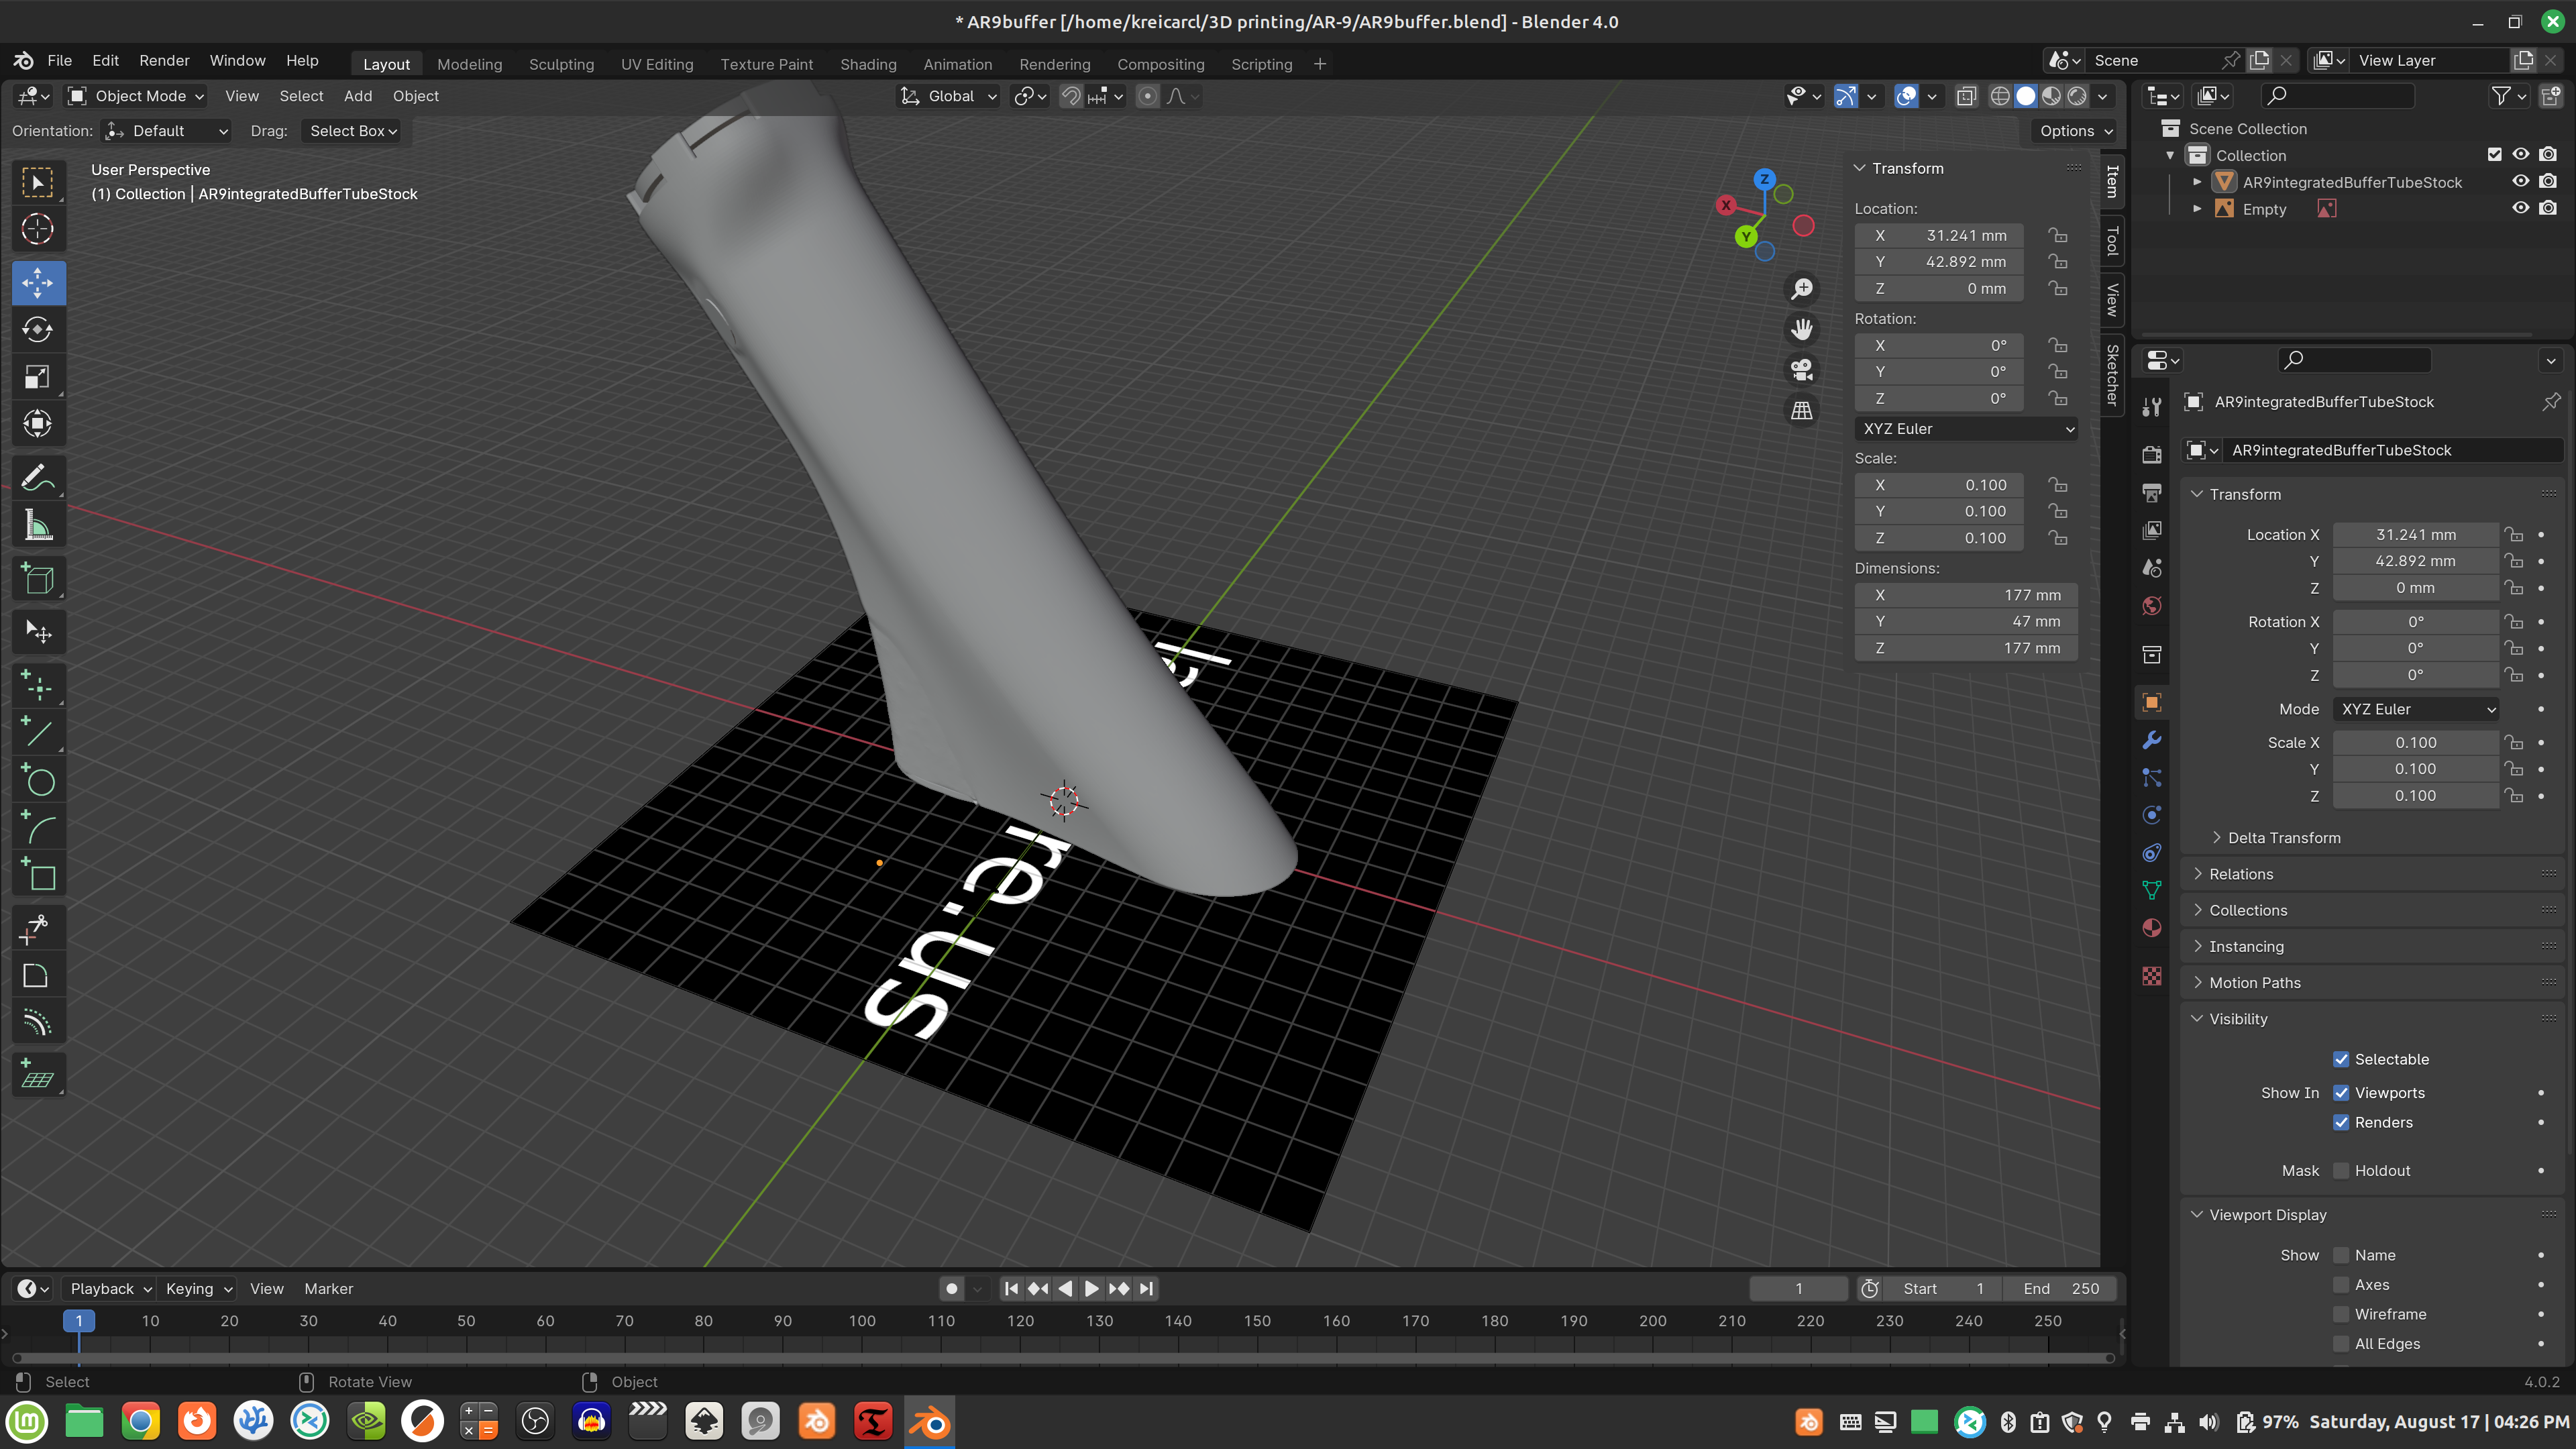 * AR9buffer [/home/kreicarcl/3D printing/AR-9/AR9buffer.blend] - Blender 4.0
File Edit Render Window Help Layout Modeling Sculpting UV Editing Texture Paint Shading Animation Rendering Compositing Scripting + Scene View Layer
Object Mode View Select Add Object Global
Orientation: Default Drag: Select Box Options
User Perspective
(1) Collection | AR9integratedBufferTubeStock
Z
X
Y
Transform
Location:
X 31.241 mm
Y 42.892 mm
Z 0 mm
Rotation:
X 0°
Y 0°
Z 0°
XYZ Euler
Scale:
X 0.100
Y 0.100
Z 0.100
Dimensions:
X 177 mm
Y 47 mm
Z 177 mm
Item
Tool
View
Sketcher
re.
Scene Collection
Collection
AR9integratedBufferTubeStock
Empty
AR9integratedBufferTubeStock
AR9integratedBufferTubeStock
Transform
Location X 31.241 mm
Y 42.892 mm
Z 0 mm
Rotation X 0°
Y 0°
Z 0°
Mode XYZ Euler
Scale X 0.100
Y 0.100
Z 0.100
Delta Transform
Relations
Collections
Instancing
Motion Paths
Visibility
Selectable
Show In Viewports
Renders
Mask Holdout
Viewport Display
Show Name
Axes
Wireframe
All Edges
Playback Keying View Marker 1 Start 1 End 250
1 10 20 30 40 50 60 70 80 90 100 110 120 130 140 150 160 170 180 190 200 210 220 230 240 250
Select Rotate View Object 4.0.2
97% Saturday, August 17 | 04:26 PM